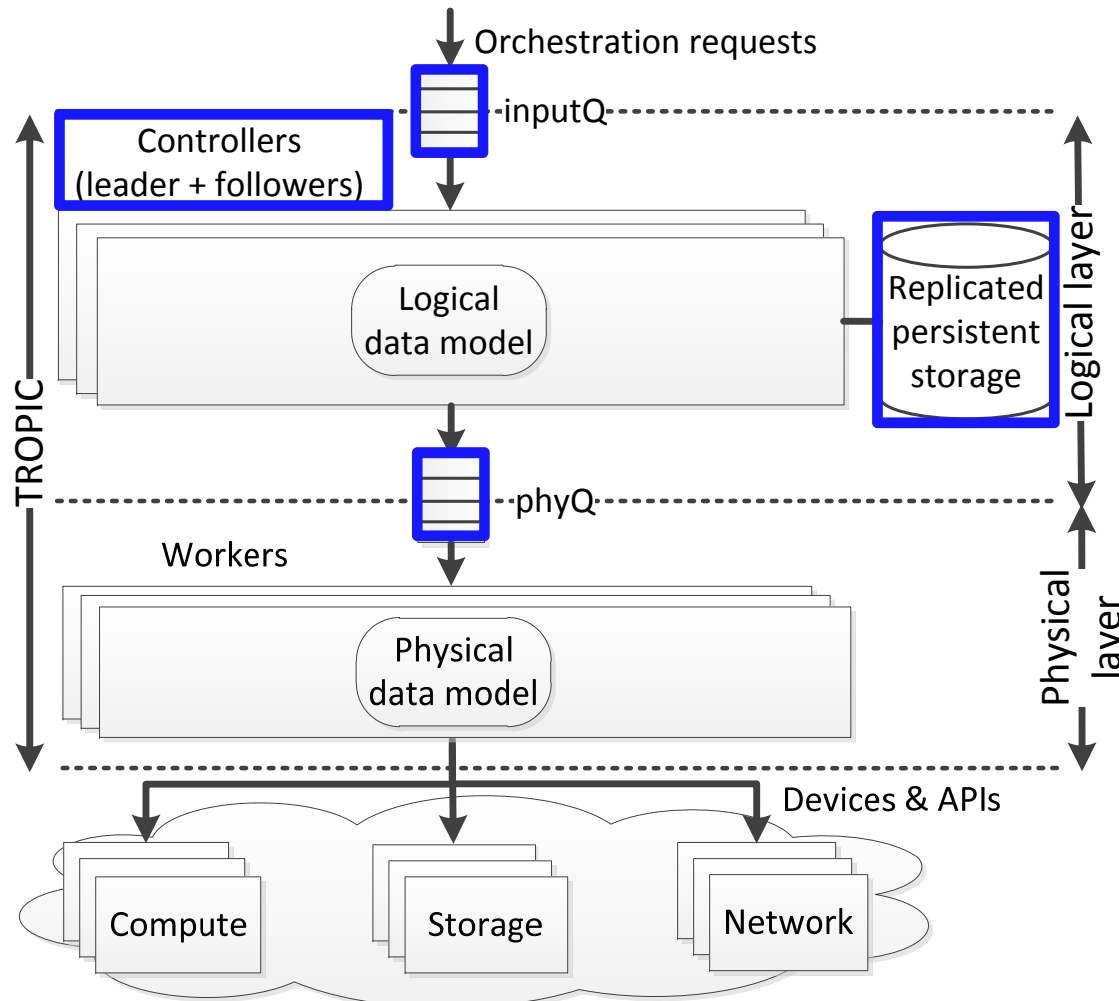 Orchestration requests
inputQ
Controllers
(leader + followers)
Logical
data model
Replicated
persistent
storage
Logical layer
TROPIC
phyQ
Workers
Physical
data model
Physical
layer
Devices & APIs
Compute
Storage
Network